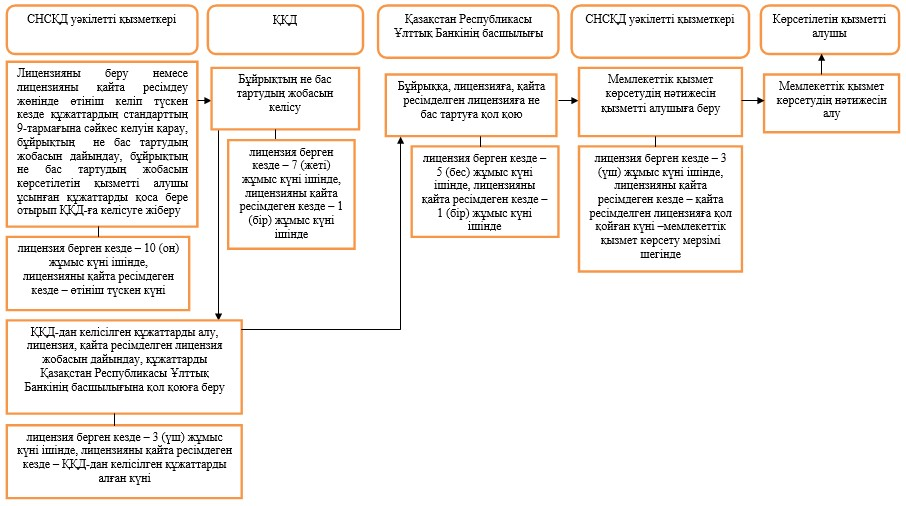 СНСҚД уәкілетті қызметкері
ҚҚД
Қазақстан Республикасы
Ұлттық Банкінің басшылығы
СНСҚД уәкілетті қызметкері
Көрсетілетін қызметті
алушы
Лицензияны беру немесе
лицензияны қайта ресімдеу
жөнінде өтініш келіп түскен
кезде құжаттардың стандарттың
9-тармағына сәйкес келуін қарау,
бұйрықтың не бас тартудың
жобасын дайындау, бұйрықтың
не бас тартудың жобасын
көрсетілетін қызметті алушы
ұсынған құжаттарды қоса бере
отырып ҚҚД-ға келісуге жіберу
лицензия берген кезде – 10 (он)
жұмыс күні ішінде,
лицензияны қайта ресімдеген
кезде – өтініш түскен күні
Бұйрықтың не бас
тартудың жобасын
келісу
лицензия берген
кезде – 7 (жеті)
жұмыс күні ішінде,
лицензияны қайта
ресімдеген кезде – 1
(бір) жұмыс күні
ішінде
Бұйрыққа, лицензияға, қайта
ресімделген лицензияға не
бас тартуға қол қою
лицензия берген кезде –
5 (бес) жұмыс күні
ішінде, лицензияны
қайта ресімдеген кезде –
1 (бір) жұмыс күні
ішінде
Мемлекеттік қызмет
көрсетудің нәтижесін
қызметті алушыға беру
лицензия берген кезде – 3
(үш) жұмыс күні ішінде,
лицензияны қайта
ресімдеген кезде – қайта
ресімделген лицензияға қол
қойған күні –мемлекеттік
қызмет көрсету мерзімі
шегінде
Мемлекеттік қызмет
көрсетудің нәтижесін
алу
ҚҚД-дан келісілген құжаттарды алу,
лицензия, қайта ресімделген лицензия
жобасын дайындау, құжаттарды
Қазақстан Республикасы Ұлттық
Банкінің басшылығына қол қоюға беру
лицензия берген кезде – 3 (үш) жұмыс
күні ішінде, лицензияны қайта ресімдеген
кезде – ҚҚД-дан келісілген құжаттарды
алған күні